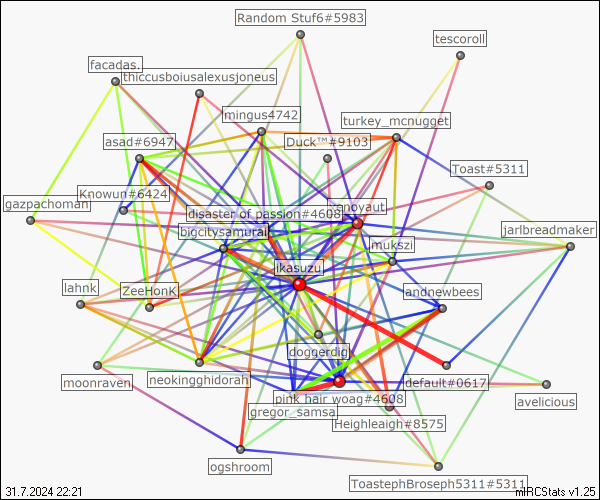 Random Stuf6#5983
tescoroll
facadas.
thiccusboiusalexusjoneus
mingus4742
turkey_mcnugget
asad#6947
Duck™#9103
Toast#5311
Knowun#6424
gazpachoman
disaster of passion#4608
novaut
bigcitysamurai
mukszi
jarlbreadmaker
ikasuzu
lahnk
ZeeHonK
andnewbees
doggerdigi
moonraven
neokingghidorah
default#0617
pink hair woag#4608
avelicious
gregor_samsa
Heighleaigh#8575
ogshroom
ToastephBroseph5311#5311
31.7.2024 22:21
mIRCStats v1.25